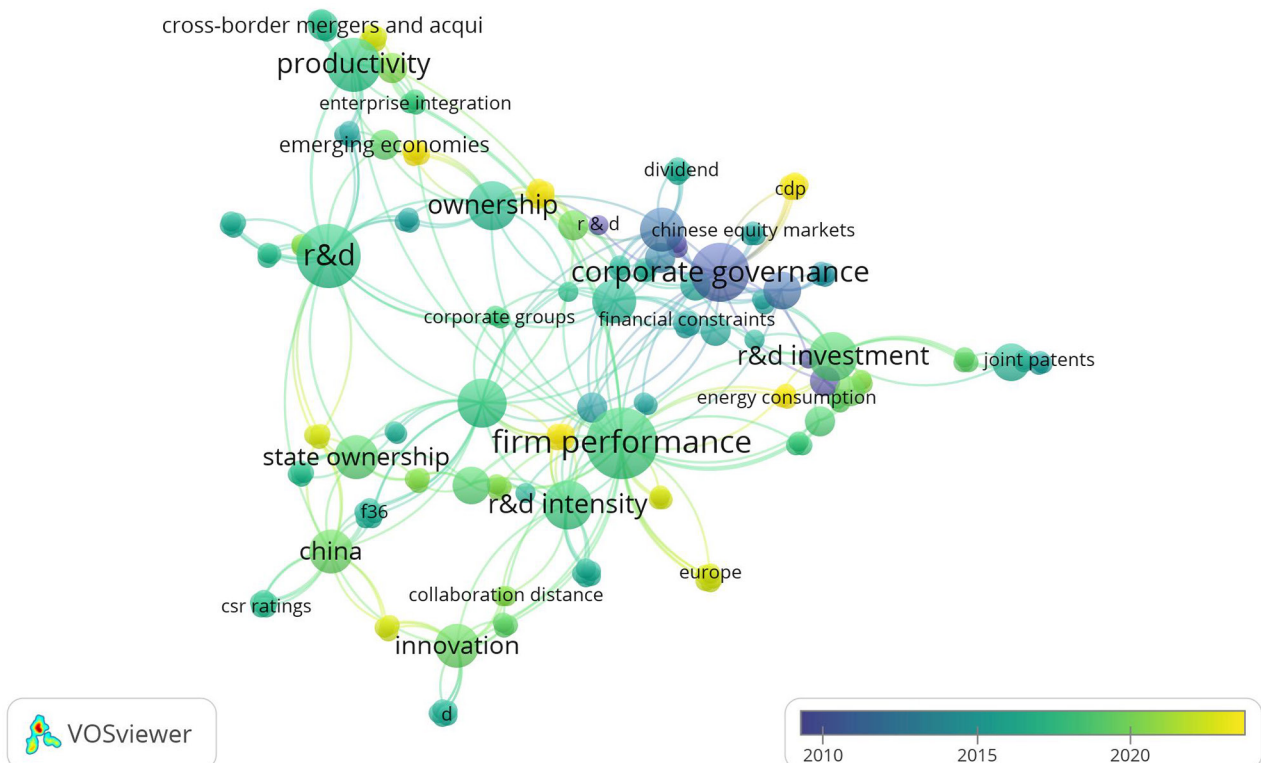 cross-border mergers and acqui
productivity
enterprise integration
emerging economies
dividend
cdp
ownership
r & d
chinese equity markets
r&d
corporate governance
corporate groups
financial constraints
r&d investment
joint patents
energy consumption
firm performance
state ownership
r&d intensity
f36
china
europe
collaboration distance
csr ratings
innovation
d
VOSviewer
2010
2015
2020